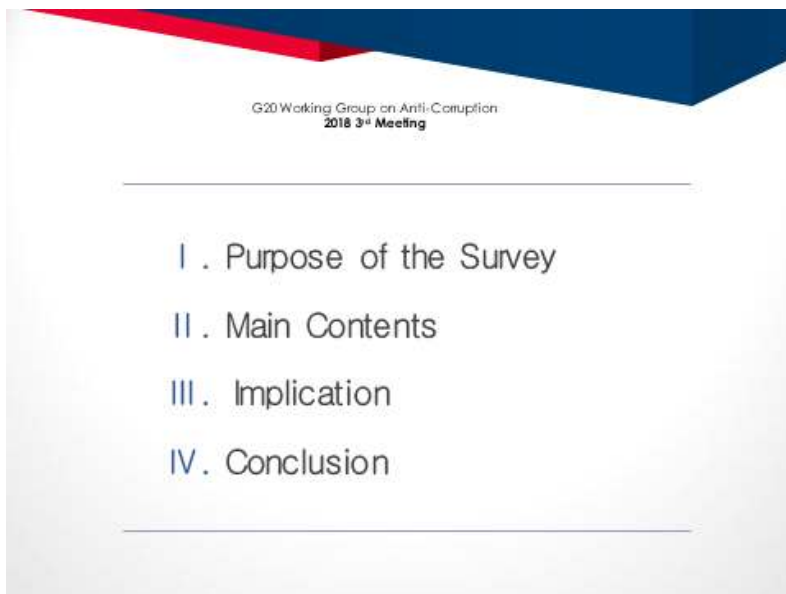 G20 Working Group on Anti-Corruption
2018 3rd Meeting
I. Purpose of the Survey
II. Main Contents
III. Implication
IV. Conclusion